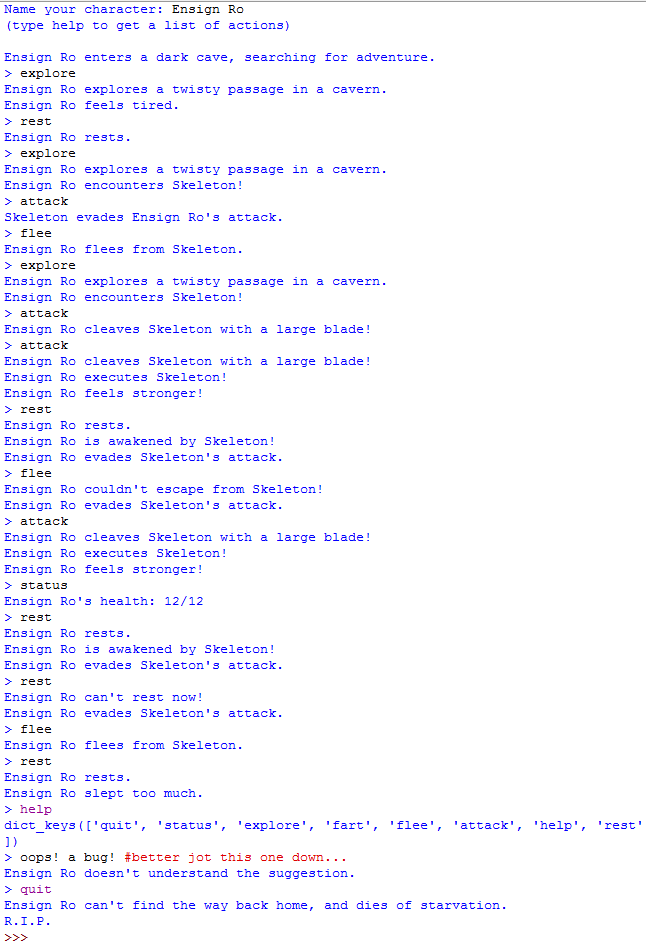 Name your character: Ensign Ro
(type help to get a list of actions)
Ensign Ro enters a dark cave, searching for adventure.
> explore
Ensign Ro explores a twisty passage in a cavern.
Ensign Ro feels tired.
> rest
Ensign Ro rests.
> explore
Ensign Ro explores a twisty passage in a cavern.
Ensign Ro encounters Skeleton!
> attack
Skeleton evades Ensign Ro's attack.
> flee
Ensign Ro flees from Skeleton.
> explore
Ensign Ro explores a twisty passage in a cavern.
Ensign Ro encounters Skeleton!
> attack
Ensign Ro cleaves Skeleton with a large blade!
> attack
Ensign Ro cleaves Skeleton with a large blade!
Ensign Ro executes Skeleton!
Ensign Ro feels stronger!
> rest
Ensign Ro rests.
Ensign Ro is awakened by Skeleton!
Ensign Ro evades Skeleton's attack.
> flee
Ensign Ro couldn't escape from Skeleton!
Ensign Ro evades Skeleton's attack.
> attack
Ensign Ro cleaves Skeleton with a large blade!
Ensign Ro executes Skeleton!
Ensign Ro feels stronger!
> status
Ensign Ro's health: 12/12
> rest
Ensign Ro rests.
Ensign Ro is awakened by Skeleton!
Ensign Ro evades Skeleton's attack.
> rest
Ensign Ro can't rest now!
Ensign Ro evades Skeleton's attack.
> flee
Ensign Ro flees from Skeleton.
> rest
Ensign Ro rests.
Ensign Ro slept too much.
> help
dict_keys(['quit', 'status', 'explore', 'fart', 'flee', 'attack', 'help', 'rest'
])
> oops! a bug! #better jot this one down...
Ensign Ro doesn't understand the suggestion.
> quit
Ensign Ro can't find the way back home, and dies of starvation.
R.I.P.
>>>